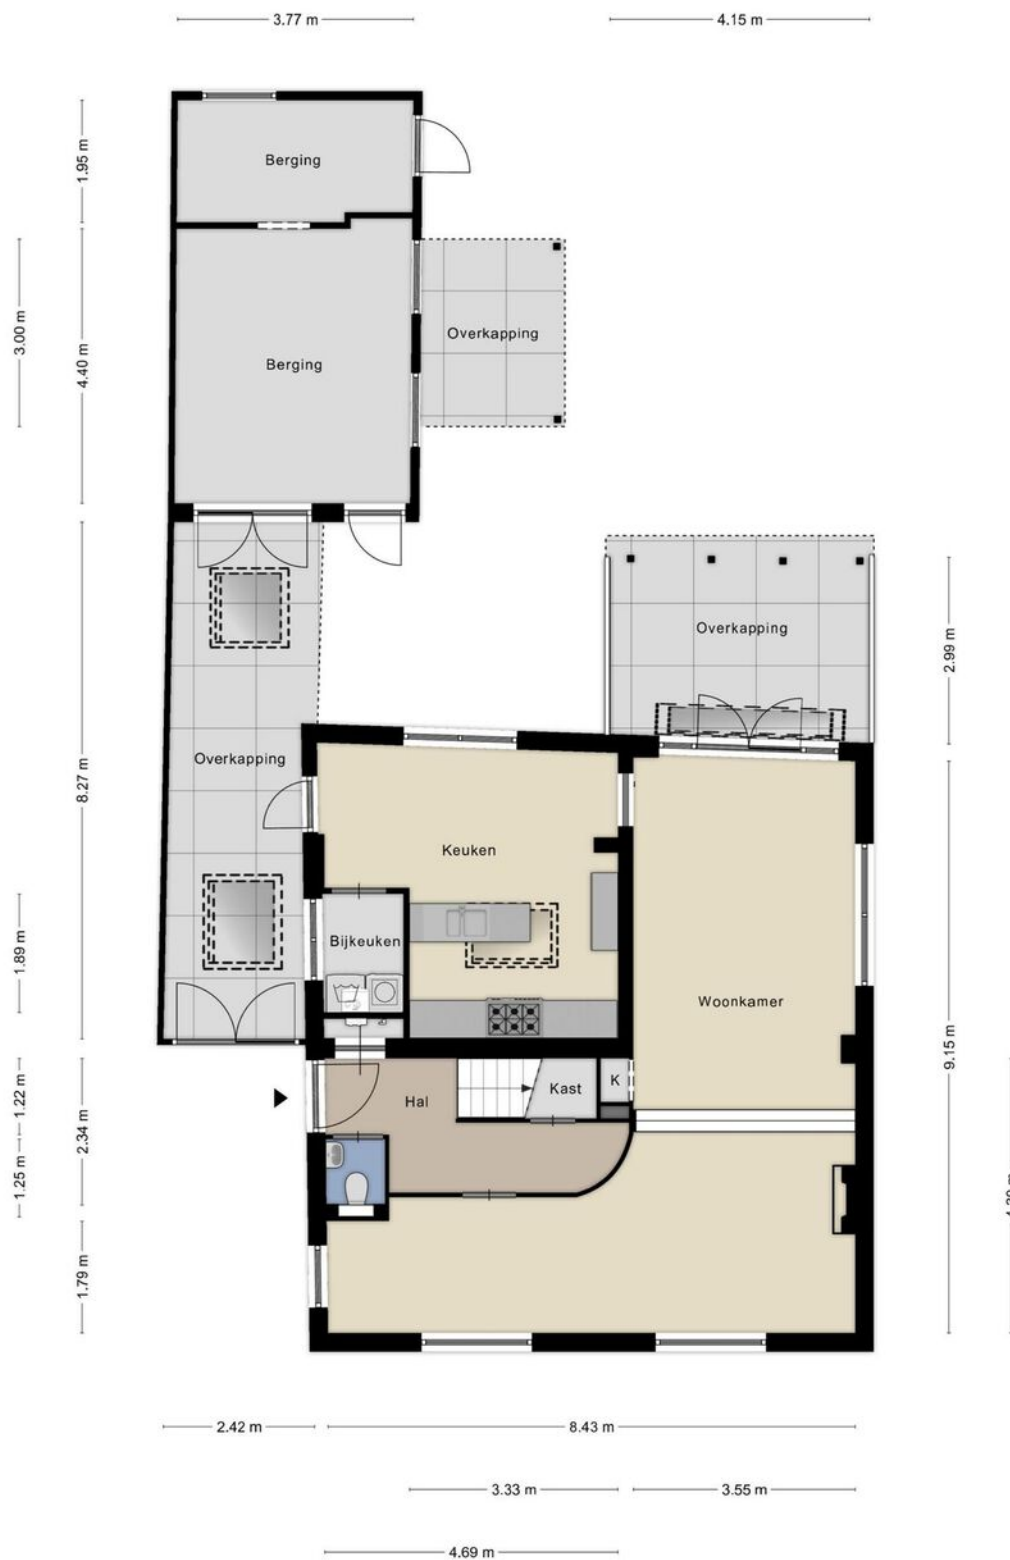 3.77 m
4.15 m
Berging
1.95 m
3.00 m
4.40 m
Overkapping
Berging
Overkapping
2.99 m
Overkapping
8.27 m
Keuken
1.89 m
Bijkeuken
Woonkamer
9.15 m
1.22 m
Hal
Kast
K
2.34 m
1.25 m
1.79 m
2.42 m
8.43 m
3.33 m
3.55 m
4.69 m